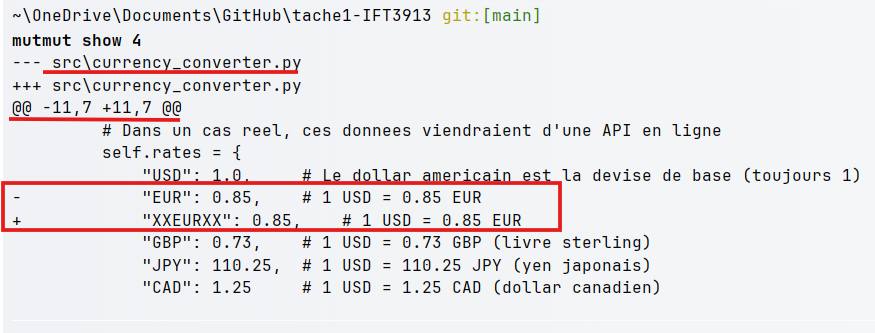 ~\OneDrive\Documents\GitHub\tache1-IFT3913 git:[main]
mutmut show 4
--- src\currency_converter.py
+++ src\currency_converter.py
@@ -11,7 +11,7 @@
# Dans un cas reel, ces donnees viendraient d'une API en ligne
self.rates = {
"USD": 1.0,     # Le dollar americain est la devise de base (toujours 1)
-            "EUR": 0.85,    # 1 USD = 0.85 EUR
+            "XXEURXX": 0.85,    # 1 USD = 0.85 EUR
"GBP": 0.73,    # 1 USD = 0.73 GBP (livre sterling)
"JPY": 110.25,  # 1 USD = 110.25 JPY (yen japonais)
"CAD": 1.25     # 1 USD = 1.25 CAD (dollar canadien)